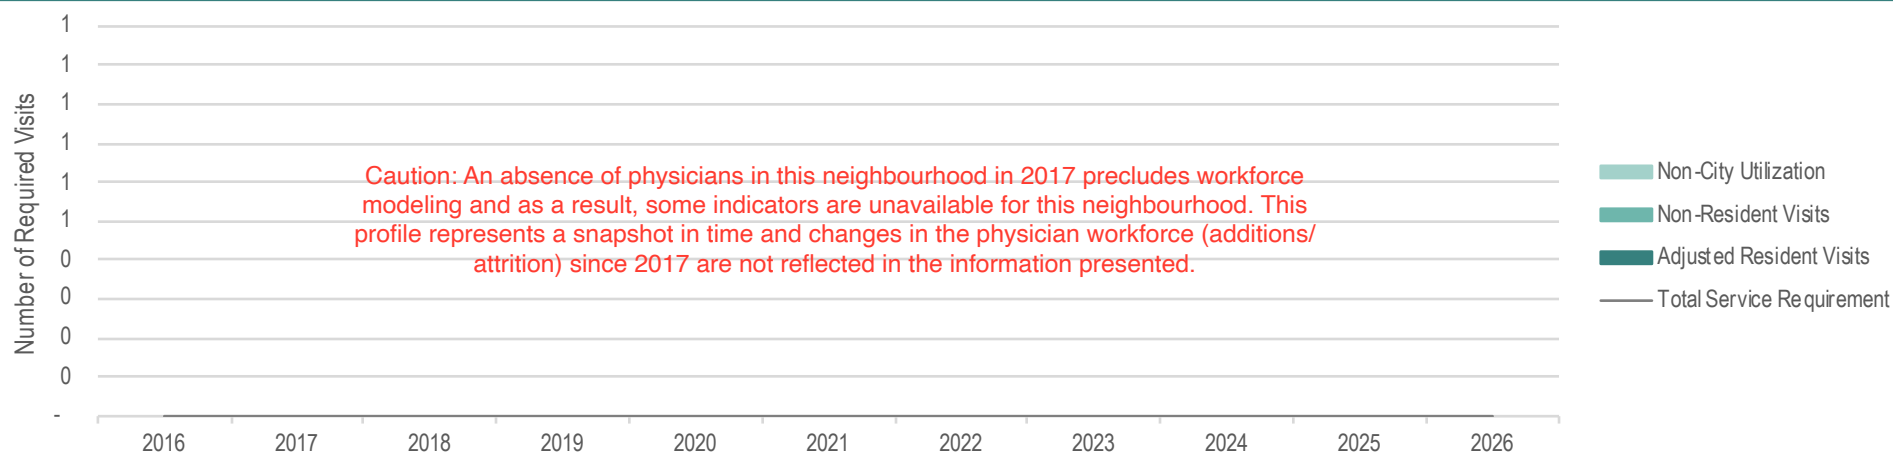 Number of Required Visits
1
1
1
1
1
1
0
0
0
0
-
Caution: An absence of physicians in this neighbourhood in 2017 precludes workforce
modeling and as a result, some indicators are unavailable for this neighbourhood. This
profile represents a snapshot in time and changes in the physician workforce (additions/
attrition) since 2017 are not reflected in the information presented.
2016 2017 2018 2019 2020 2021 2022 2023 2024 2025 2026
Non-City Utilization
Non-Resident Visits
Adjusted Resident Visits
Total Service Requirement